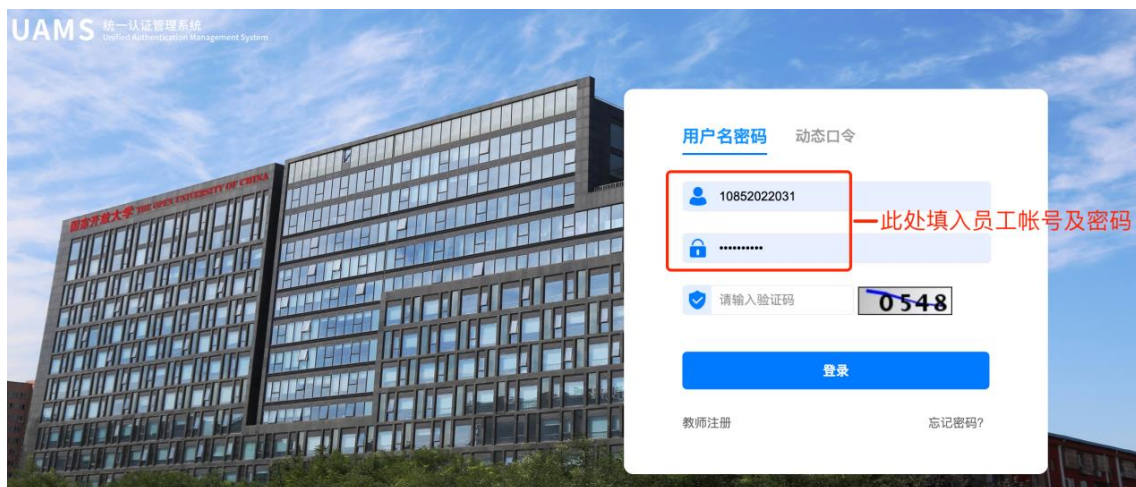 UAMS 统一认证管理系统
Unified Authentication Management System
国家开放大学 THE OPEN UNIVERSITY OF CHINA
用户名密码 动态口令
10852022031
此处填入员工帐号及密码
••••••••••
请输入验证码 0548
登录
教师注册 忘记密码?